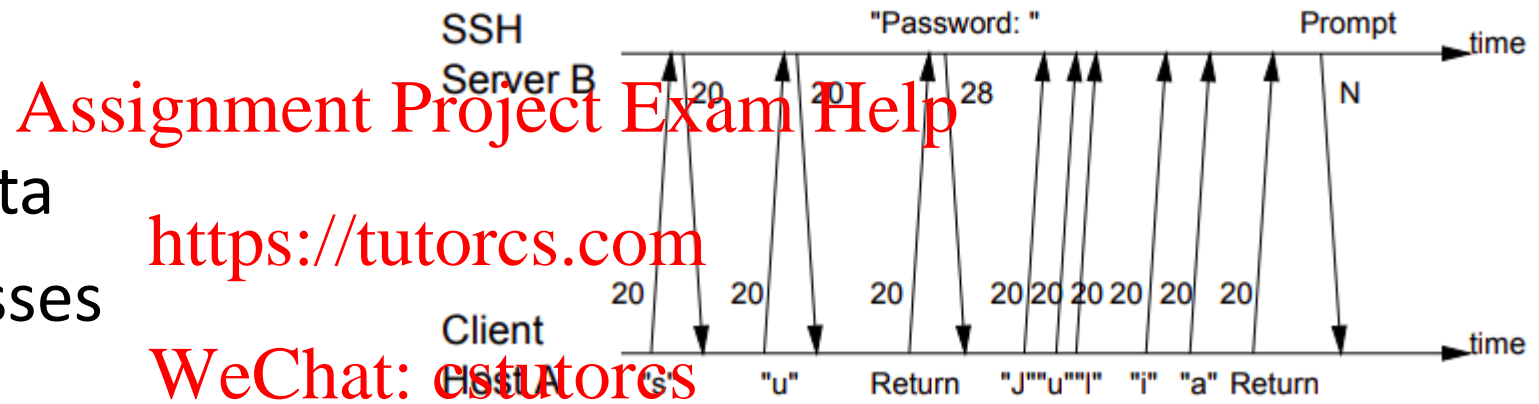 SSH "Password: " Prompt
time
Server B 20 20 28 N
Assignment Project Exam Help
ta
https://tutorcs.com
sses
20 20 20 20 20 20 20 20 20
Client
time
WeChat: cstutorcs
Host A "s" "u" Return "J" "u" "l" "i" "a" Return